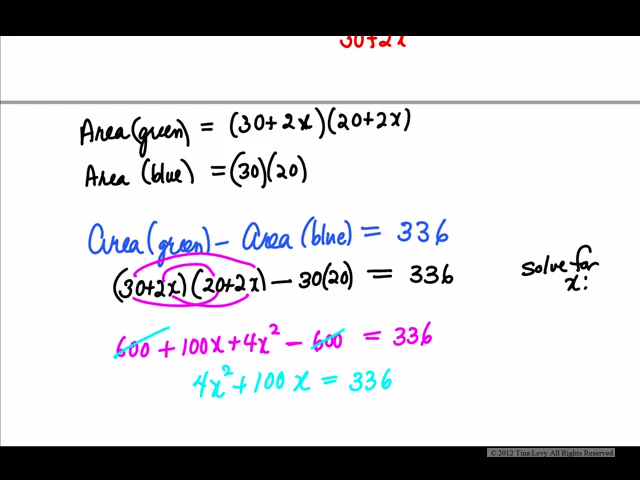 30+2x
Area(green) = (30+2x)(20+2x)
Area (blue) = (30)(20)
Area(green) - Area(blue) = 336
(30+2x)(20+2x) - 30(20) = 336
solve for
x:
600 + 100x + 4x² - 600 = 336
4x² + 100x = 336
© 2012 Tina Levy All Rights Reserved